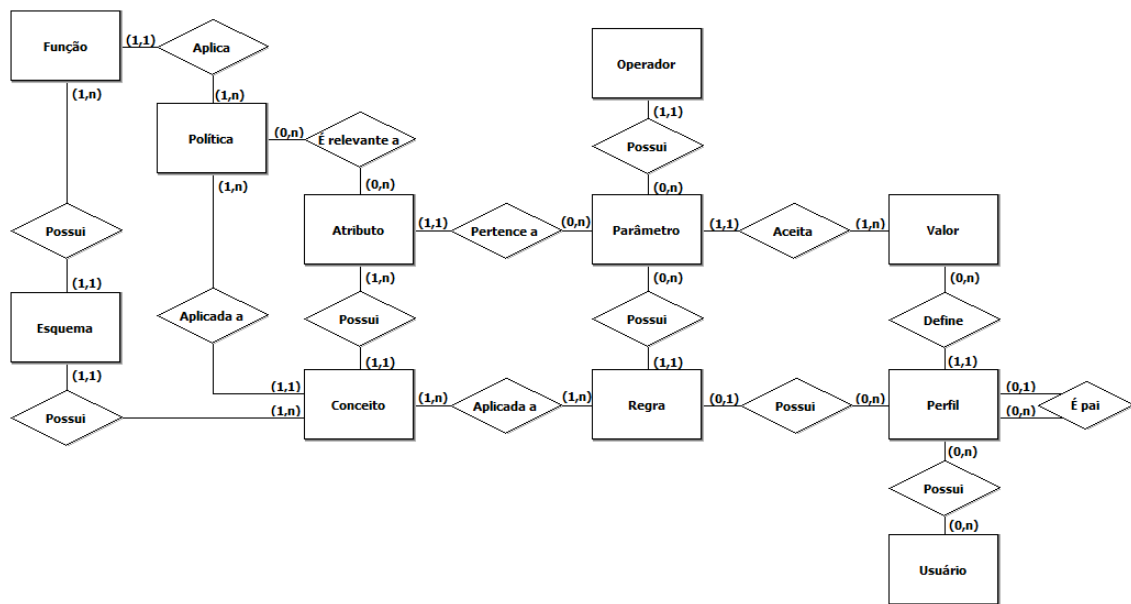 Função
(1,1)
Aplica
Operador
(1,n)
(1,n)
(1,1)
Política
(0,n)
É relevante a
Possui
(1,n)
(0,n)
(0,n)
Possui
Atributo
(1,1)
Pertence a
(0,n)
Parâmetro
(1,1)
Aceita
(1,n)
Valor
(1,n)
(0,n)
(0,n)
(1,1)
Esquema
Aplicada a
Possui
Possui
Define
(1,1)
(1,1)
(1,1)
(1,1)
(1,1)
(0,1)
Possui
(1,n)
Conceito
(1,n)
Aplicada a
(1,n)
Regra
(0,1)
Possui
(0,n)
Perfil
É pai
(0,n)
(0,n)
Possui
(0,n)
Usuário